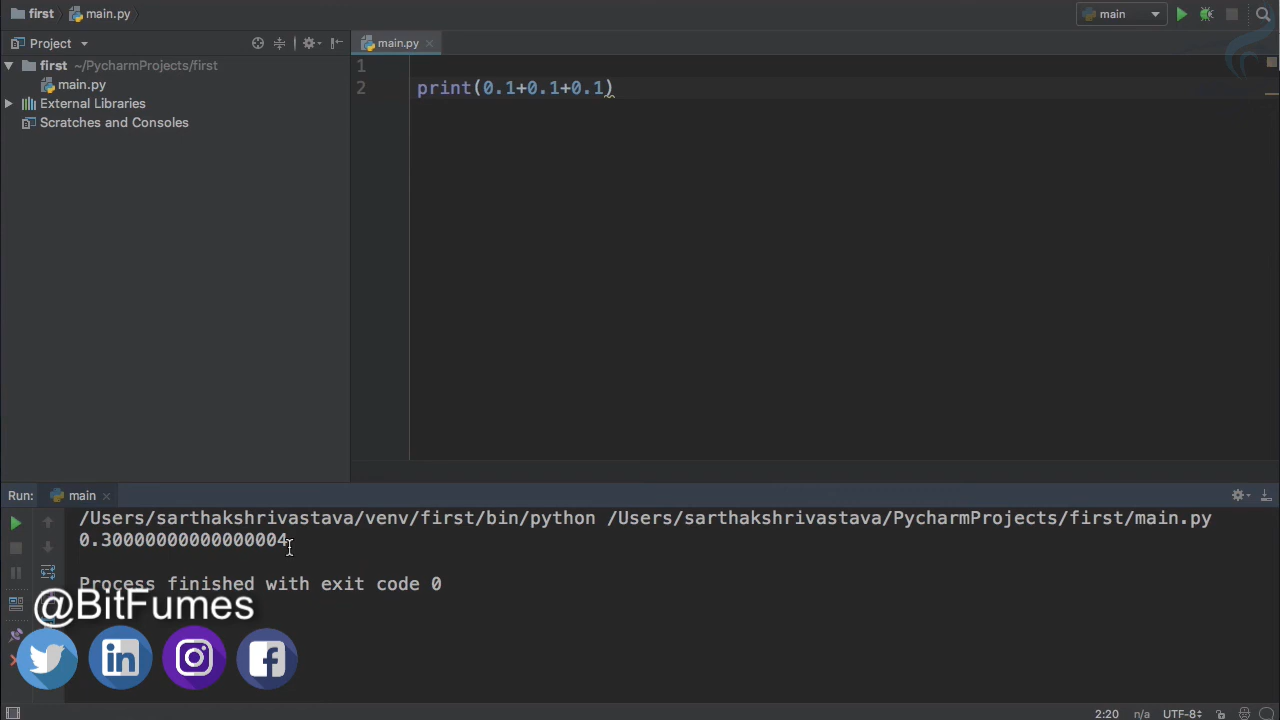 first
main.py
main
Project
main.py
first ~/PycharmProjects/first
main.py
External Libraries
Scratches and Consoles
1
2 print(0.1+0.1+0.1)
Run: main
/Users/sarthakshrivastava/venv/first/bin/python /Users/sarthakshrivastava/PycharmProjects/first/main.py
0.30000000000000004
Process finished with exit code 0
@BitFumes
in
f
2:20 n/a UTF-8